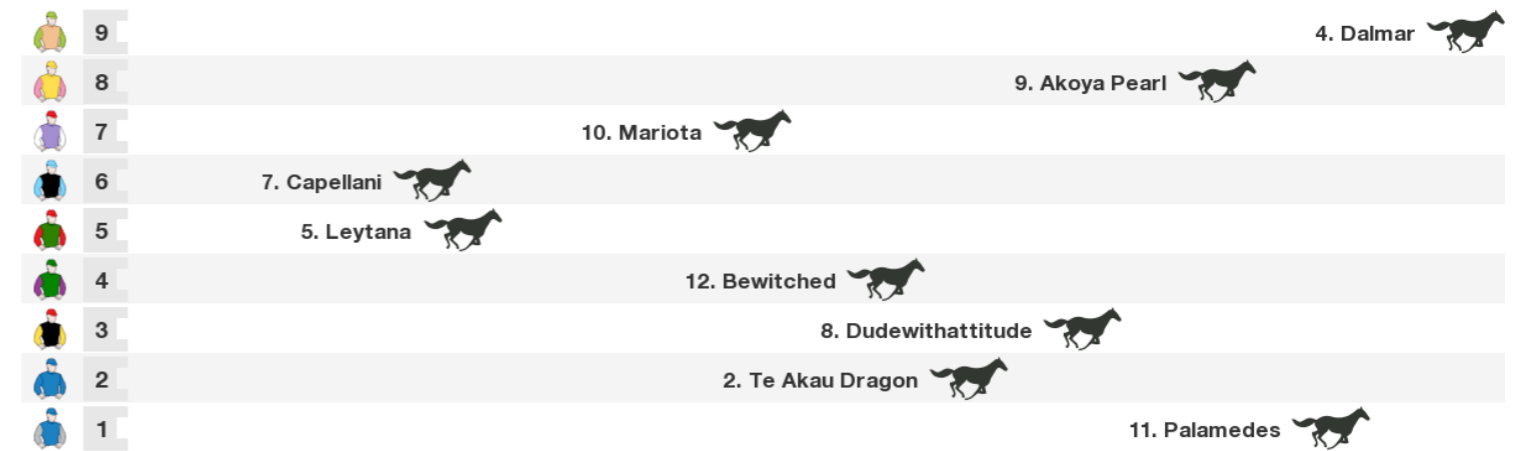 9 4. Dalmar
8 9. Akoya Pearl
7 10. Mariota
6 7. Capellani
5 5. Leytana
4 12. Bewitched
3 8. Dudewithattitude
2 2. Te Akau Dragon
1 11. Palamedes